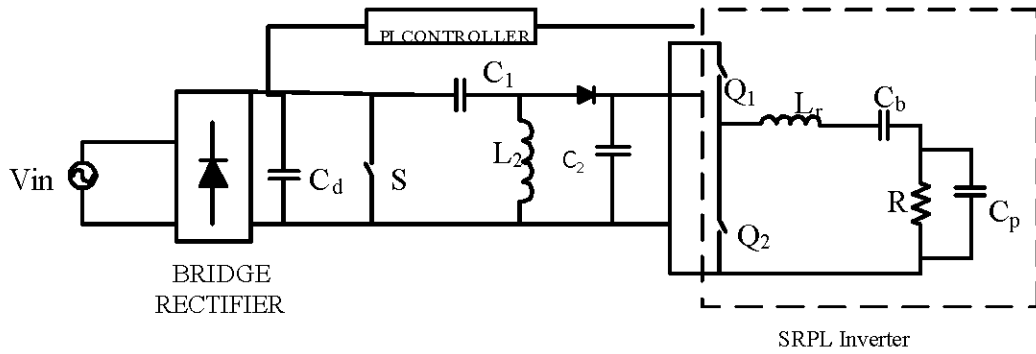 PI CONTROLLER
C1
Q1
Lr
Cb
Vin
Cd
S
L2
C2
R
Cp
Q2
BRIDGE
RECTIFIER
SRPL Inverter